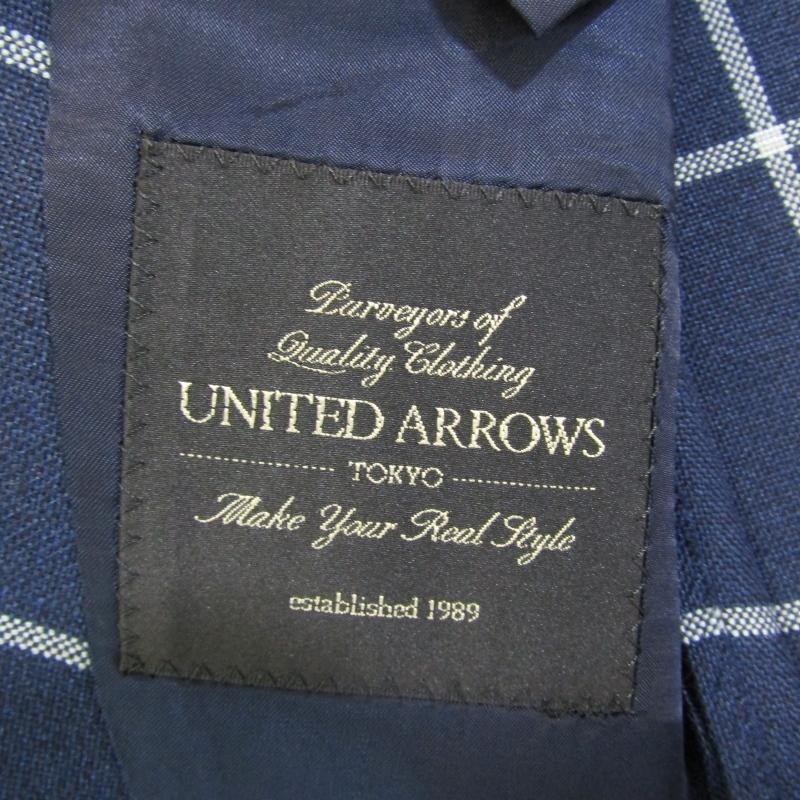 Purveyors of
Quality Clothing
UNITED ARROWS
TOKYO
Make Your Real Style
established 1989